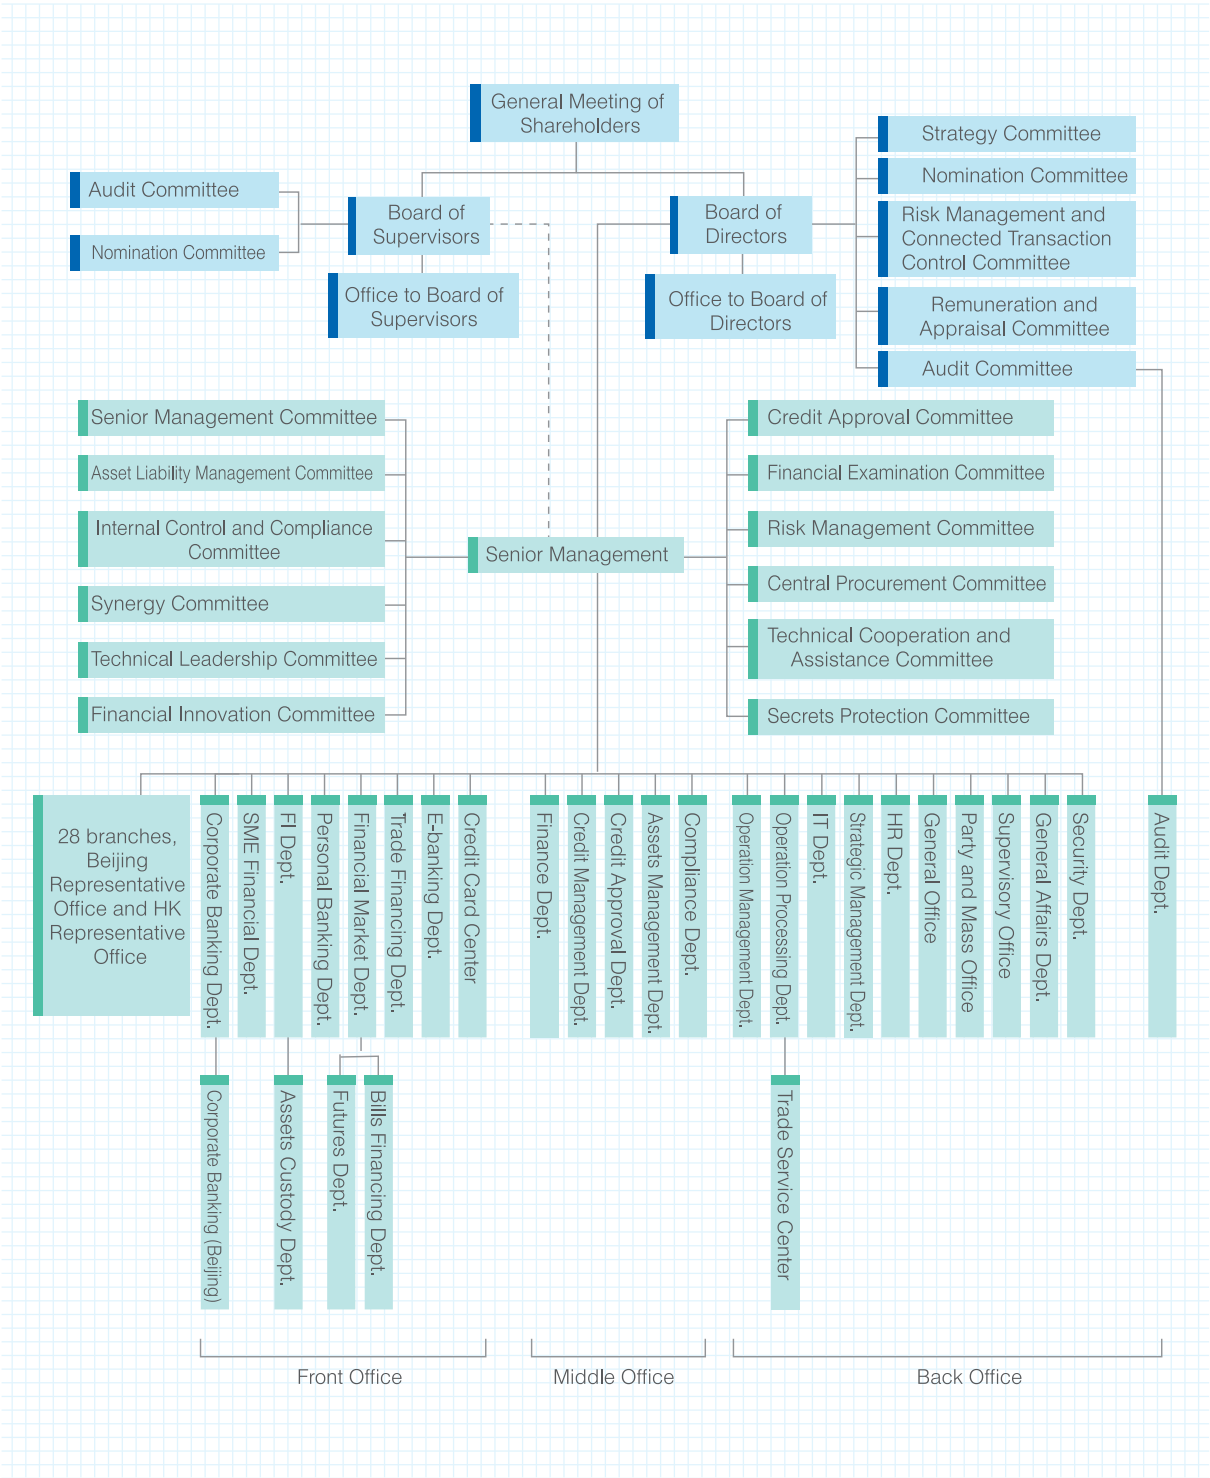 General Meeting of
Shareholders
Strategy Committee
Nomination Committee
Risk Management and
Connected Transaction
Control Committee
Remuneration and
Appraisal Committee
Audit Committee
Audit Committee
Nomination Committee
Board of
Supervisors
Board of
Directors
Office to Board of
Supervisors
Office to Board of
Directors
Senior Management Committee
Asset Liability Management Committee
Internal Control and Compliance
Committee
Synergy Committee
Technical Leadership Committee
Financial Innovation Committee
Senior Management
Credit Approval Committee
Financial Examination Committee
Risk Management Committee
Central Procurement Committee
Technical Cooperation and
Assistance Committee
Secrets Protection Committee
28 branches,
Beijing
Representative
Office and HK
Representative
Office
Corporate Banking Dept.
SME Financial Dept.
FI Dept.
Personal Banking Dept.
Financial Market Dept.
Trade Financing Dept.
E-banking Dept.
Credit Card Center
Finance Dept.
Credit Management Dept.
Credit Approval Dept.
Assets Management Dept.
Compliance Dept.
Operation Management Dept.
Operation Processing Dept.
IT Dept.
Strategic Management Dept.
HR Dept.
General Office
Party and Mass Office
Supervisory Office
General Affairs Dept.
Security Dept.
Audit Dept.
Corporate Banking (Beijing)
Assets Custody Dept.
Futures Dept.
Bills Financing Dept.
Trade Service Center
Front Office
Middle Office
Back Office